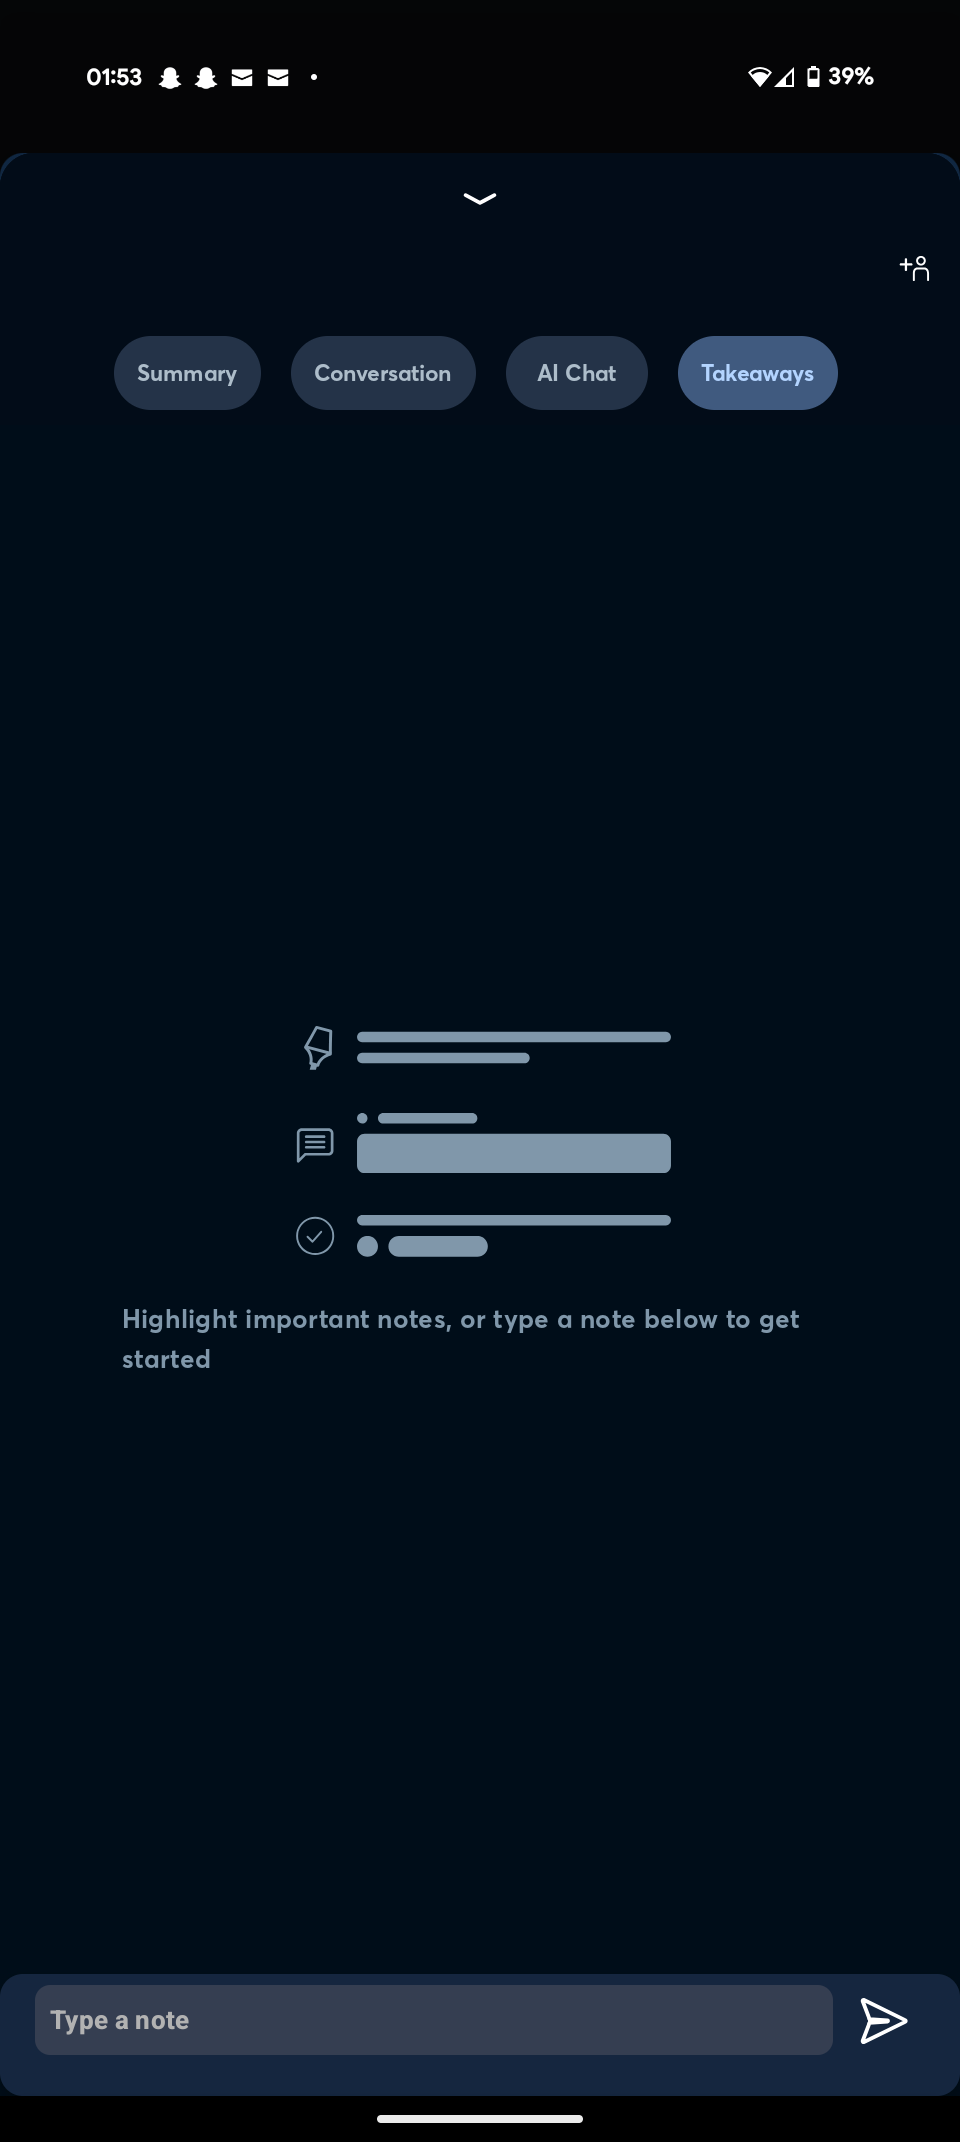 01:53
39%
Summary
Conversation
AI Chat
Takeaways
Highlight important notes, or type a note below to get
started
Type a note